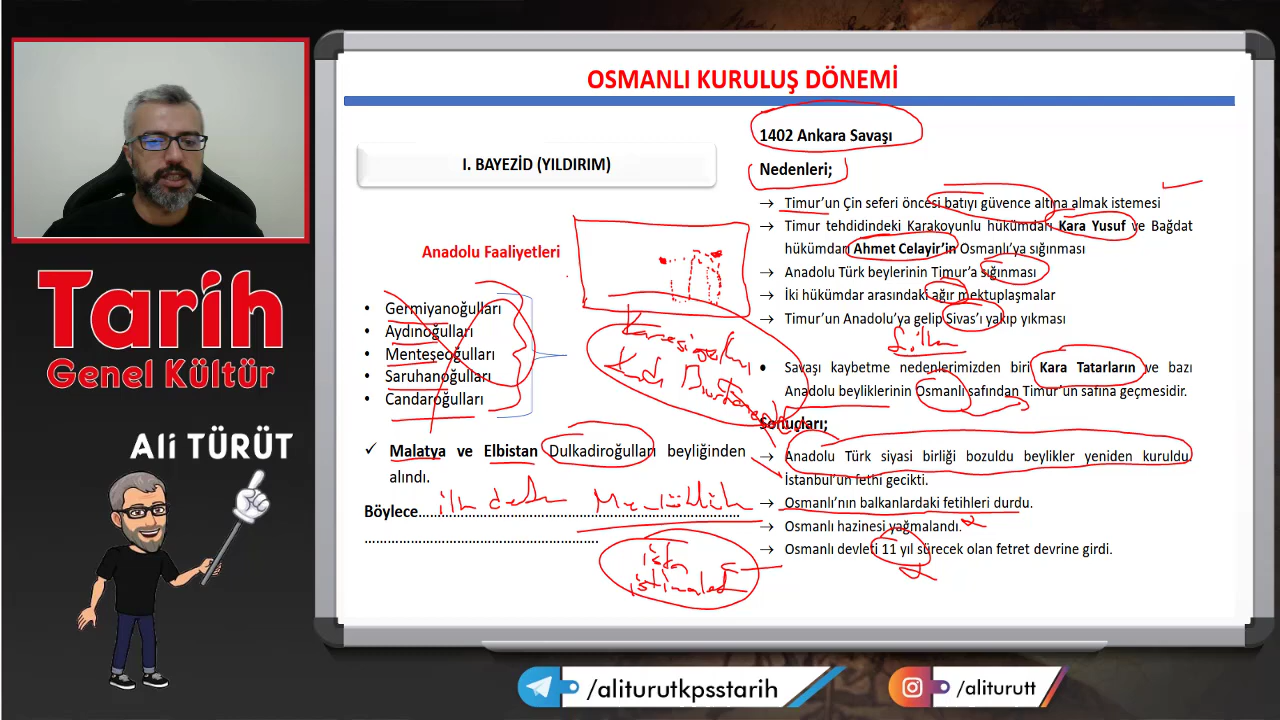 OSMANLI KURULUŞ DÖNEMİ
I. BAYEZİD (YILDIRIM)
Anadolu Faaliyetleri
• Germiyanoğulları
• Aydınoğulları
• Menteşeoğulları
• Saruhanoğulları
• Candaroğulları
✓ Malatya ve Elbistan Dulkadiroğulları beyliğinden
alındı.
Böylece
ilk defa
1402 Ankara Savaşı
Nedenleri;
→ Timur'un Çin seferi öncesi batıyı güvence altına almak istemesi
→ Timur tehdidindeki Karakoyunlu hükümdarı Kara Yusuf ve Bağdat
hükümdarı Ahmet Celayir'in Osmanlı'ya sığınması
→ Anadolu Türk beylerinin Timur'a sığınması
→ İki hükümdar arasındaki ağır mektuplaşmalar
→ Timur'un Anadolu'ya gelip Sivas'ı yakıp yıkması
• Savaşı kaybetme nedenlerimizden biri Kara Tatarların ve bazı
Anadolu beyliklerinin Osmanlı safından Timur'un safına geçmesidir.
Sonuçları;
→ Anadolu Türk siyasi birliği bozuldu beylikler yeniden kuruldu
İstanbul'un fethi gecikti.
→ Osmanlı'nın balkanlardaki fetihleri durdu.
→ Osmanlı hazinesi yağmalandı.
→ Osmanlı devleti 11 yıl sürecek olan fetret devrine girdi.
Tarih
Genel Kültür
Ali TÜRÜT
/aliturutkpsstarih
/aliturutt